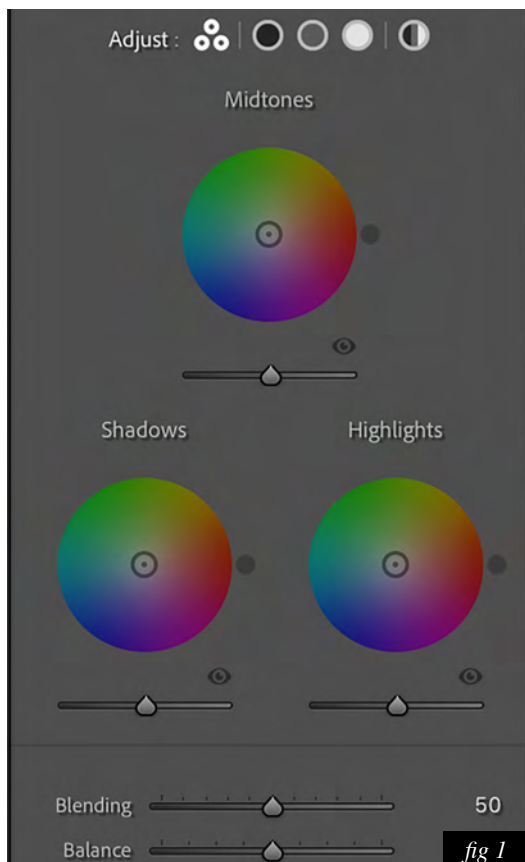 Adjust :
Midtones
Shadows Highlights
Blending 50
Balance
fig 1